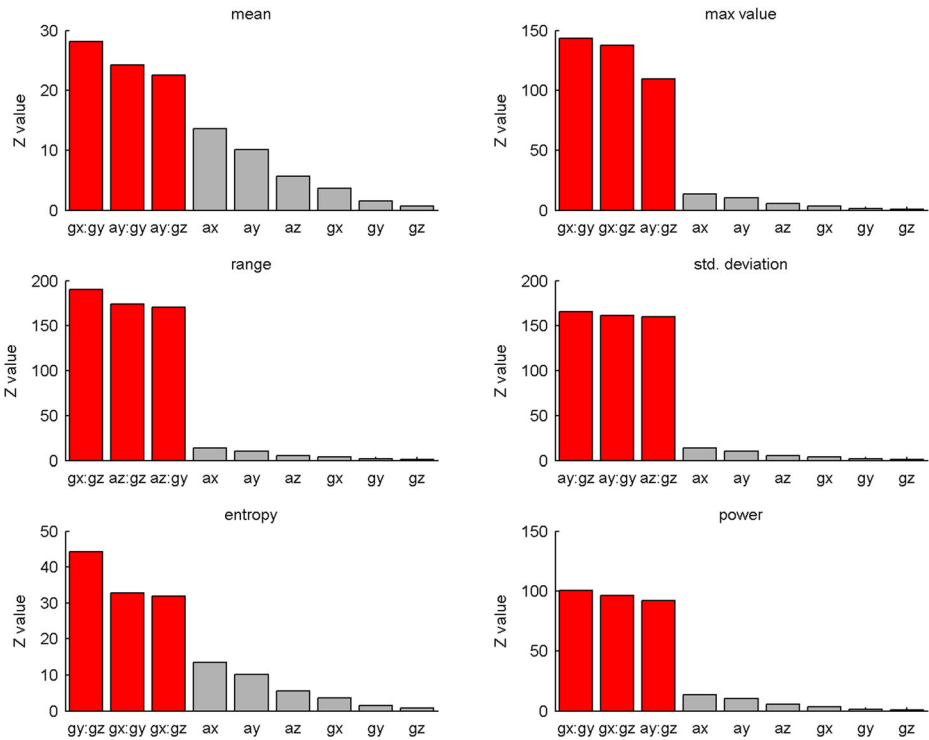 mean
30
20
10
0
Z value
gx:gy ay:gy ay:gz ax ay az gx gy gz
max value
150
100
50
0
Z value
gx:gy gx:gz ay:gz ax ay az gx gy gz
range
200
150
100
50
0
Z value
gx:gz az:gz az:gy ax ay az gx gy gz
std. deviation
200
150
100
50
0
Z value
ay:gz ay:gy az:gz ax ay az gx gy gz
entropy
50
40
30
20
10
0
Z value
gy:gz gx:gy gx:gz ax ay az gx gy gz
power
150
100
50
0
Z value
gx:gy gx:gz ay:gz ax ay az gx gy gz